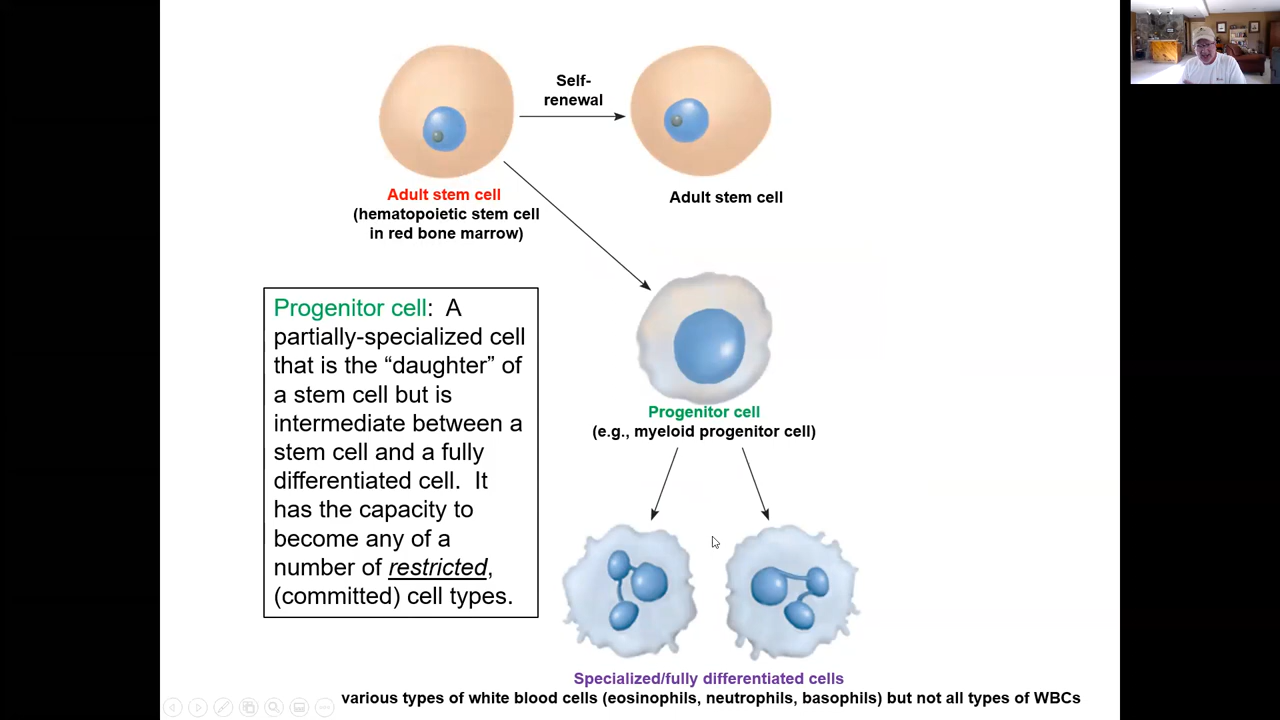 Self-
renewal
Adult stem cell
(hematopoietic stem cell
in red bone marrow)
Adult stem cell
Progenitor cell:  A
partially-specialized cell
that is the “daughter” of
a stem cell but is
intermediate between a
stem cell and a fully
differentiated cell.  It
has the capacity to
become any of a
number of restricted,
(committed) cell types.
Progenitor cell
(e.g., myeloid progenitor cell)
Specialized/fully differentiated cells
various types of white blood cells (eosinophils, neutrophils, basophils) but not all types of WBCs